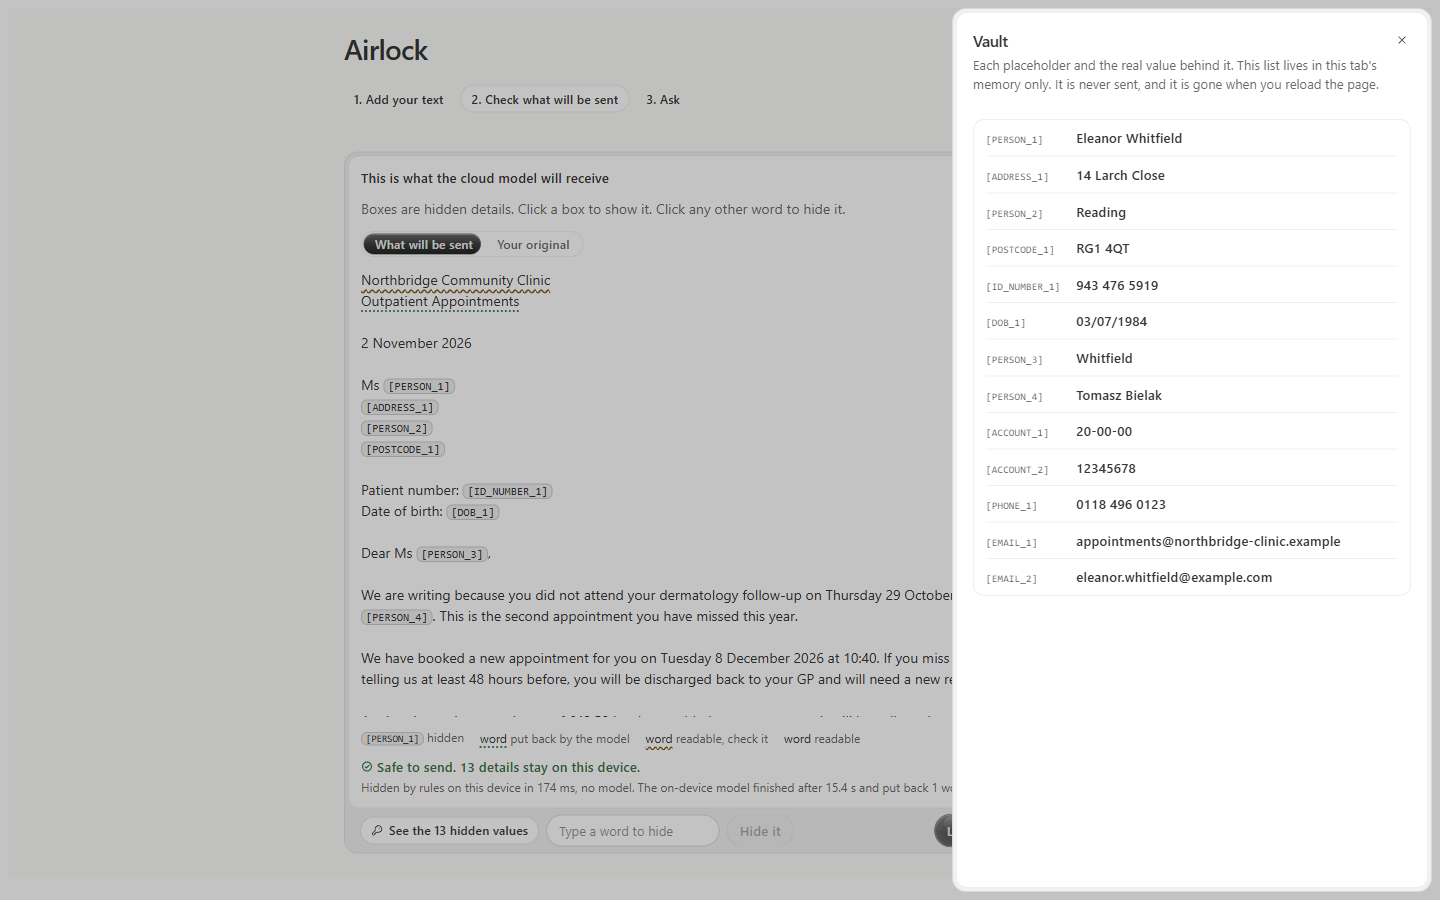 Airlock
1. Add your text
2. Check what will be sent
3. Ask
This is what the cloud model will receive
Boxes are hidden details. Click a box to show it. Click any other word to hide it.
What will be sent
Your original
Northbridge Community Clinic
Outpatient Appointments
2 November 2026
Ms [PERSON_1]
[ADDRESS_1]
[PERSON_2]
[POSTCODE_1]
Patient number: [ID_NUMBER_1]
Date of birth: [DOB_1]
Dear Ms [PERSON_3],
We are writing because you did not attend your dermatology follow-up on Thursday 29 October
[PERSON_4]. This is the second appointment you have missed this year.
We have booked a new appointment for you on Tuesday 8 December 2026 at 10:40. If you miss
telling us at least 48 hours before, you will be discharged back to your GP and will need a new
[PERSON_1] hidden
word put back by the model
word readable, check it
word readable
Safe to send. 13 details stay on this device.
Hidden by rules on this device in 174 ms, no model. The on-device model finished after 15.4 s and put back 1
See the 13 hidden values
Type a word to hide
Hide it
Vault
×
Each placeholder and the real value behind it. This list lives in this tab's
memory only. It is never sent, and it is gone when you reload the page.
[PERSON_1] Eleanor Whitfield
[ADDRESS_1] 14 Larch Close
[PERSON_2] Reading
[POSTCODE_1] RG1 4QT
[ID_NUMBER_1] 943 476 5919
[DOB_1] 03/07/1984
[PERSON_3] Whitfield
[PERSON_4] Tomasz Bielak
[ACCOUNT_1] 20-00-00
[ACCOUNT_2] 12345678
[PHONE_1] 0118 496 0123
[EMAIL_1] appointments@northbridge-clinic.example
[EMAIL_2] eleanor.whitfield@example.com